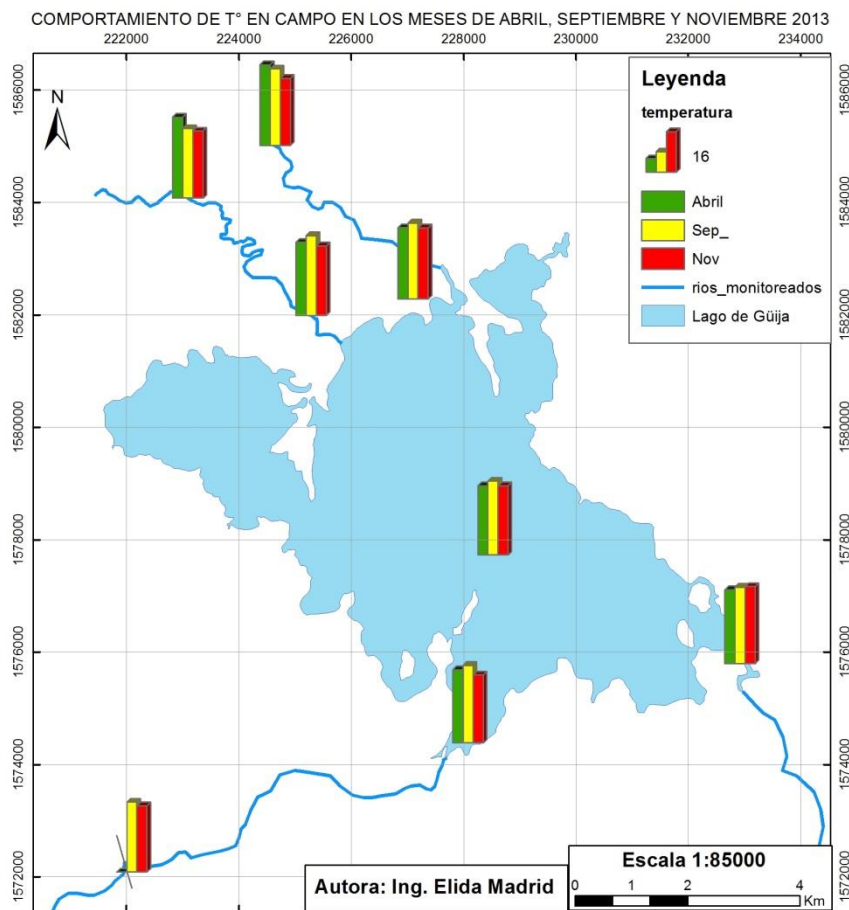 COMPORTAMIENTO DE T° EN CAMPO EN LOS MESES DE ABRIL, SEPTIEMBRE Y NOVIEMBRE 2013
222000 224000 226000 228000 230000 232000 234000
1586000 1586000
1584000 1584000
1582000 1582000
1580000 1580000
1578000 1578000
1576000 1576000
1574000 1574000
1572000 1572000
N
Leyenda
temperatura
16
Abril
Sep_
Nov
rios_monitoreados
Lago de Güija
Autora: Ing. Elida Madrid
Escala 1:85000
0 1 2 4
Km